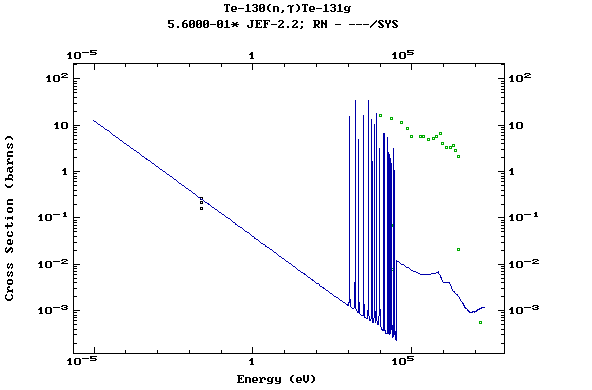 Te-130(n,γ)Te-131g
5.6000-01* JEF-2.2; RN - ---/SYS
10⁻⁵ 1 10⁵
10² 10²
10 10
1 1
10⁻¹ 10⁻¹
10⁻² 10⁻²
10⁻³ 10⁻³
10⁻⁵ 1 10⁵
Cross Section (barns)
Energy (eV)